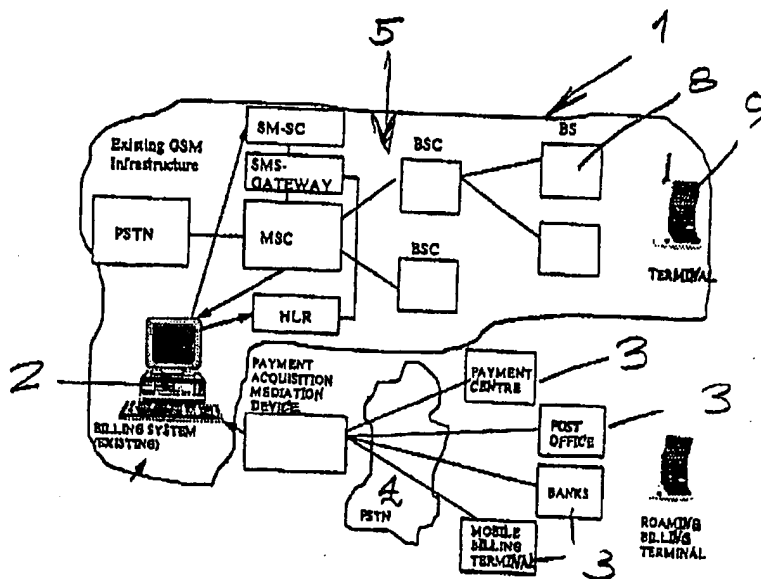 5
1
8
9
SM-SC
BS
Existing GSM
Infrastructure
BSC
SMS-
GATEWAY
PSTN
MSC
BSC
TERMINAL
HLR
2
PAYMENT
ACQUISITION
MEDIATION
DEVICE
PAYMENT
CENTRE
3
BILLING SYSTEM
(EXISTING)
POST
OFFICE
3
4
PSTN
BANKS
MOBILE
BILLING
TERMINAL
3
ROAMING
BILLING
TERMINAL